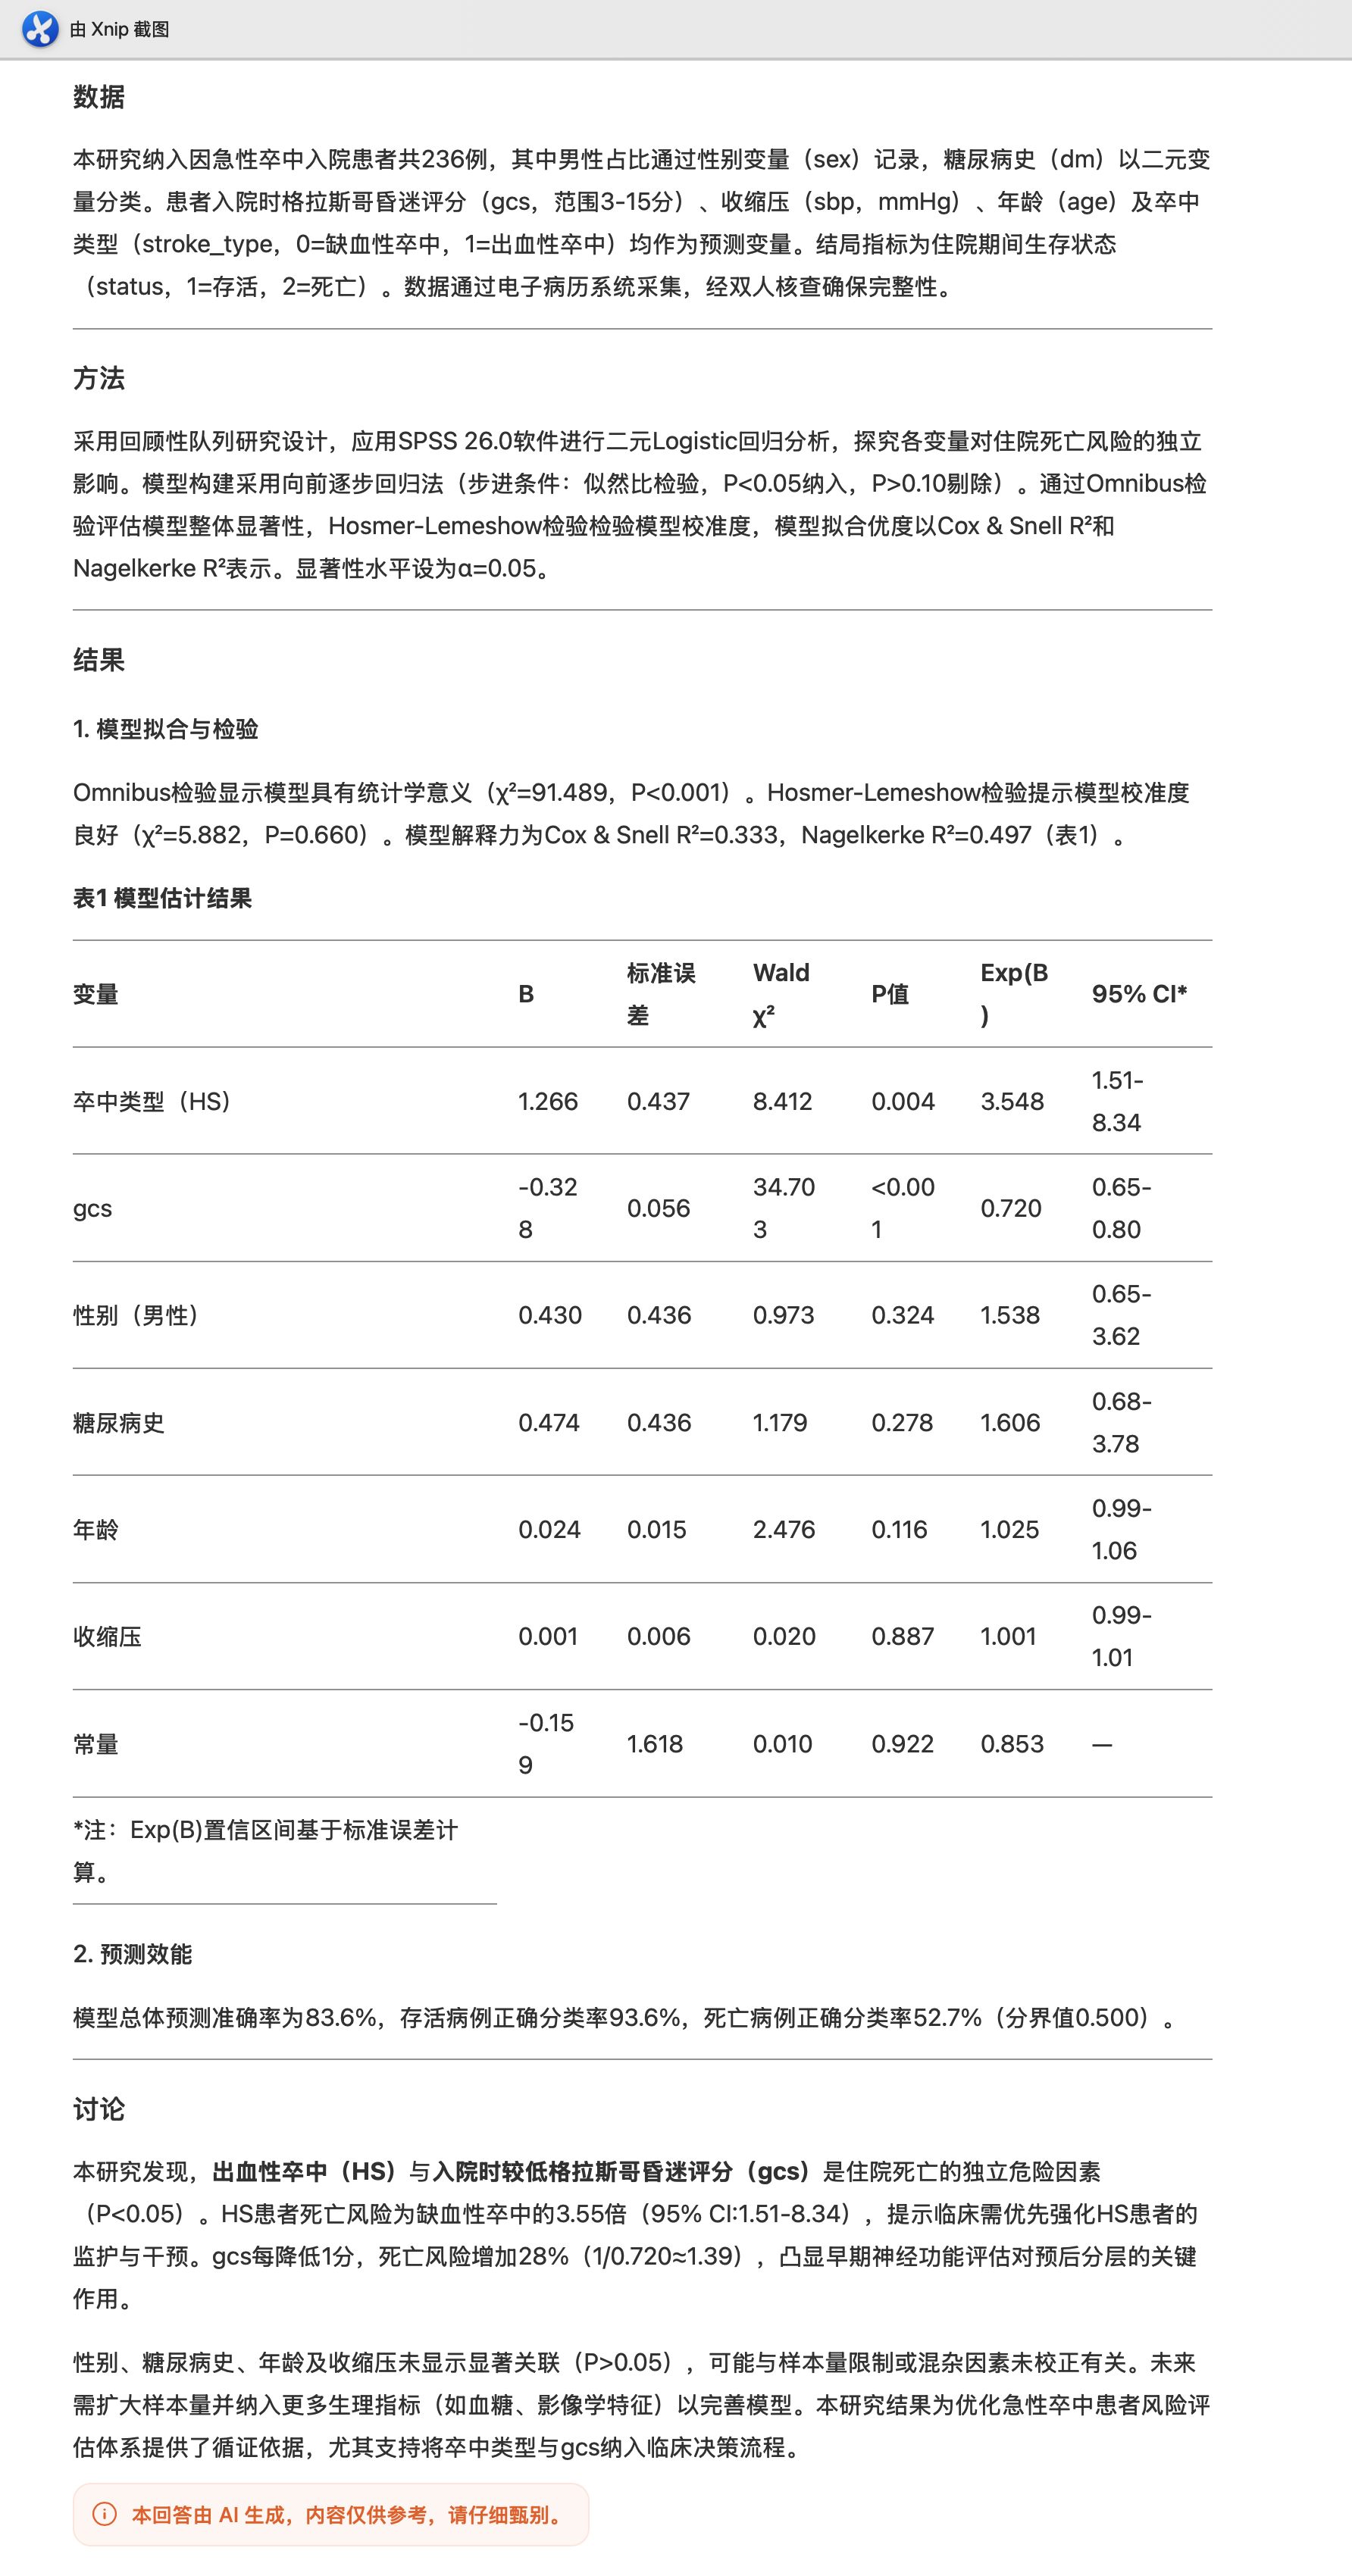 由 Xnip 截图
数据
本研究纳入因急性卒中入院患者共236例，其中男性占比通过性别变量（sex）记录，糖尿病史（dm）以二元变
量分类。患者入院时格拉斯哥昏迷评分（gcs，范围3-15分）、收缩压（sbp，mmHg）、年龄（age）及卒中
类型（stroke_type，0=缺血性卒中，1=出血性卒中）均作为预测变量。结局指标为住院期间生存状态
（status，1=存活，2=死亡）。数据通过电子病历系统采集，经双人核查确保完整性。
方法
采用回顾性队列研究设计，应用SPSS 26.0软件进行二元Logistic回归分析，探究各变量对住院死亡风险的独立
影响。模型构建采用向前逐步回归法（步进条件：似然比检验，P<0.05纳入，P>0.10剔除）。通过Omnibus检
验评估模型整体显著性，Hosmer-Lemeshow检验检验模型校准度，模型拟合优度以Cox & Snell R²和
Nagelkerke R²表示。显著性水平设为α=0.05。
结果
1. 模型拟合与检验
Omnibus检验显示模型具有统计学意义（χ²=91.489，P<0.001）。Hosmer-Lemeshow检验提示模型校准度
良好（χ²=5.882，P=0.660）。模型解释力为Cox & Snell R²=0.333，Nagelkerke R²=0.497（表1）。
表1 模型估计结果
变量 B 标准误差 Wald χ² P值 Exp(B) 95% CI*
卒中类型（HS） 1.266 0.437 8.412 0.004 3.548 1.51-8.34
gcs -0.328 0.056 34.703 <0.001 0.720 0.65-0.80
性别（男性） 0.430 0.436 0.973 0.324 1.538 0.65-3.62
糖尿病史 0.474 0.436 1.179 0.278 1.606 0.68-3.78
年龄 0.024 0.015 2.476 0.116 1.025 0.99-1.06
收缩压 0.001 0.006 0.020 0.887 1.001 0.99-1.01
常量 -0.159 1.618 0.010 0.922 0.853 —
*注：Exp(B)置信区间基于标准误差计
算。
2. 预测效能
模型总体预测准确率为83.6%，存活病例正确分类率93.6%，死亡病例正确分类率52.7%（分界值0.500）。
讨论
本研究发现，出血性卒中（HS）与入院时较低格拉斯哥昏迷评分（gcs）是住院死亡的独立危险因素
（P<0.05）。HS患者死亡风险为缺血性卒中的3.55倍（95% CI:1.51-8.34），提示临床需优先强化HS患者的
监护与干预。gcs每降低1分，死亡风险增加28%（1/0.720≈1.39），凸显早期神经功能评估对预后分层的关键
作用。
性别、糖尿病史、年龄及收缩压未显示显著关联（P>0.05），可能与样本量限制或混杂因素未校正有关。未来
需扩大样本量并纳入更多生理指标（如血糖、影像学特征）以完善模型。本研究结果为优化急性卒中患者风险评
估体系提供了循证依据，尤其支持将卒中类型与gcs纳入临床决策流程。
本回答由 AI 生成，内容仅供参考，请仔细甄别。